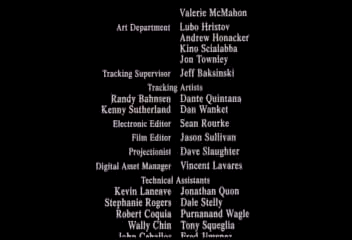 Valerie McMahon
Art Department Lubo Hristov
Andrew Honacker
Kino Scialabba
Jon Townley
Tracking Supervisor Jeff Baksinski
Tracking Artists
Randy Bahnsen Dante Quintana
Kenny Sutherland Dan Wanket
Electronic Editor Sean Rourke
Film Editor Jason Sullivan
Projectionist Dave Slaughter
Digital Asset Manager Vincent Lavares
Technical Assistants
Kevin Laneave Jonathan Quon
Stephanie Rogers Dale Stelly
Robert Coquia Purnanand Wagle
Wally Chin Tony Squeglia
John Ceballos Fred Jimenez